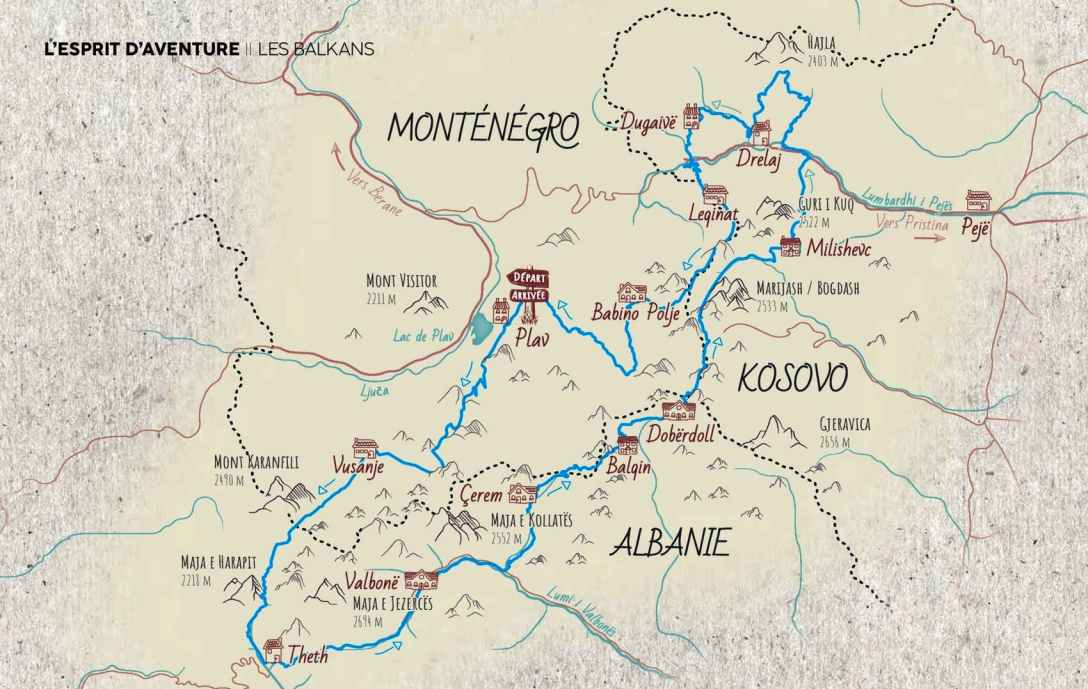 L'ESPRIT D'AVENTURE || LES BALKANS
HAJLA
2403 M
MONTÉNÉGRO
Dugaivë
Drelaj
Vers Berane
Leqinat
GURI I KUQ
2522 M
Lumbardhi i Pejës
Vers Pristina
Pejë
Milishevc
MONT VISITOR
2211 M
DÉPART
ARRIVÉE
Plav
Lac de Plav
Babino Polje
MARIJASH / BOGDASH
2533 M
KOSOVO
Ljuča
GJERAVICA
2656 M
Dobërdoll
Balqin
Vusanje
MONT KARANFILI
2490 M
Çerem
MAJA E KOLLATËS
2552 M
ALBANIE
MAJA E HARAPIT
2218 M
Valbonë
MAJA E JEZERCËS
2694 M
Lumi i Valbonës
Theth